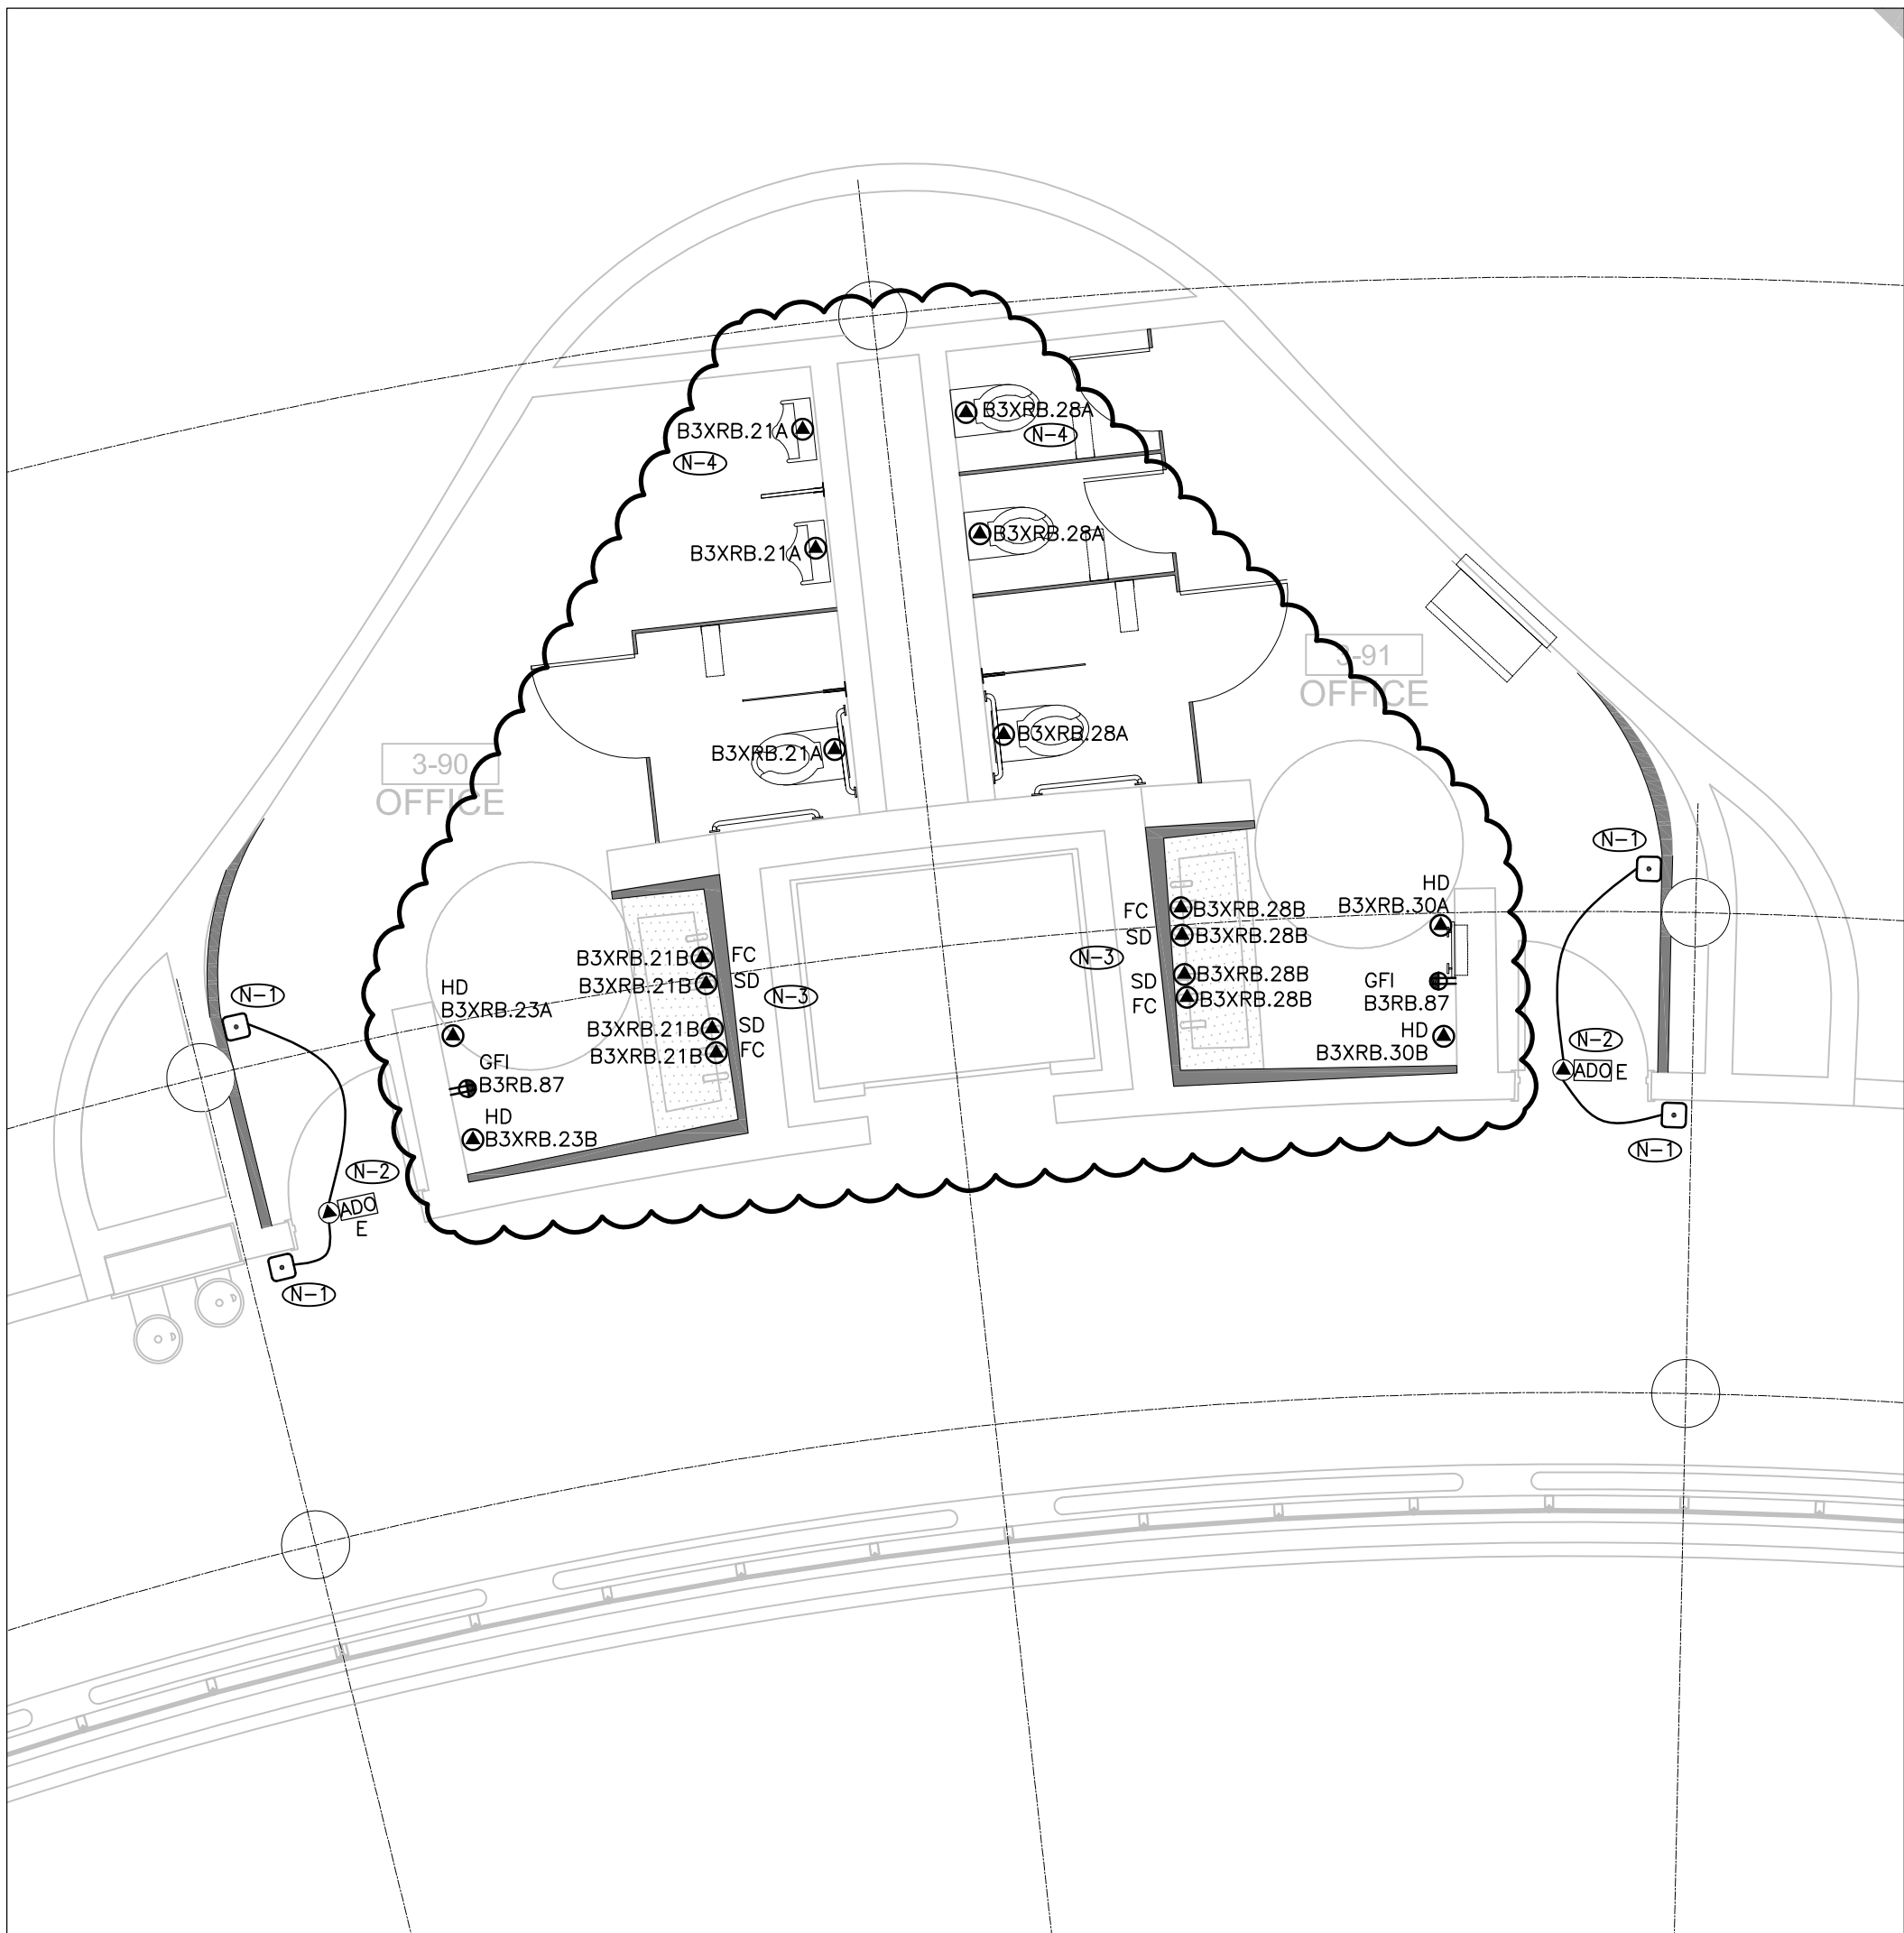 B3XRB.28A
B3XRB.21A
N-4
N-4
B3XRB.28A
B3XRB.21A
3-91
OFFICE
B3XRB.28A
B3XRB.21A
3-90
OFFICE
N-1
HD
B3XRB.30A
FC
B3XRB.28B
SD
B3XRB.28B
N-3
B3XRB.21B
FC
B3XRB.28B
SD
B3XRB.21B
SD
GFI
B3RB.87
HD
B3XRB.23A
N-1
N-3
B3XRB.28B
FC
B3XRB.21B
SD
B3XRB.21B
FC
HD
B3XRB.30B
N-2
ADO
E
GFI
B3RB.87
HD
B3XRB.23B
N-1
N-2
ADO
E
N-1